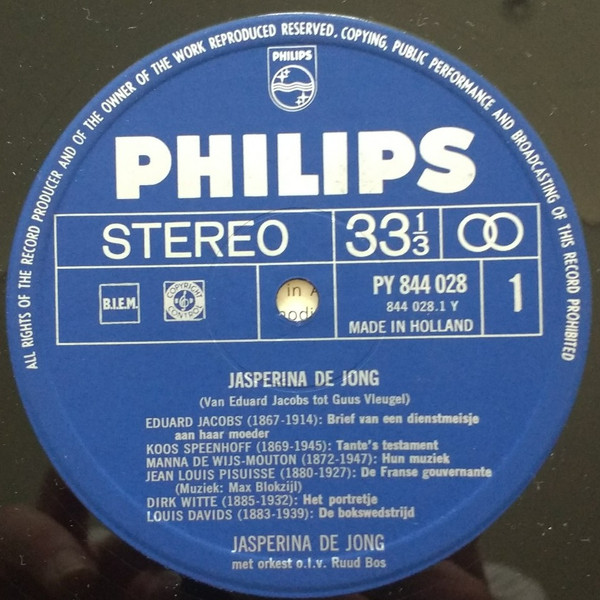 ALL RIGHTS OF THE RECORD PRODUCER AND OF THE OWNER OF THE WORK REPRODUCED RESERVED, COPYING, PUBLIC PERFORMANCE AND BROADCASTING OF THIS RECORD PROHIBITED
PHILIPS
PHILIPS
STEREO 33 1/3
B.I.E.M. COPYRIGHT CONTROL in PY 844 028 1
844 028.1 Y
MADE IN HOLLAND
JASPERINA DE JONG
(Van Eduard Jacobs tot Guus Vleugel)
EDUARD JACOBS (1867-1914): Brief van een dienstmeisje
aan haar moeder
KOOS SPEENHOFF (1869-1945): Tante's testament
MANNA DE WIJS-MOUTON (1872-1947): Hun muziek
JEAN LOUIS PISUISSE (1880-1927): De Franse gouvernante
(Muziek: Max Blokzijl)
DIRK WITTE (1885-1932): Het portretje
LOUIS DAVIDS (1883-1939): De bokswedstrijd
JASPERINA DE JONG
met orkest o.l.v. Ruud Bos